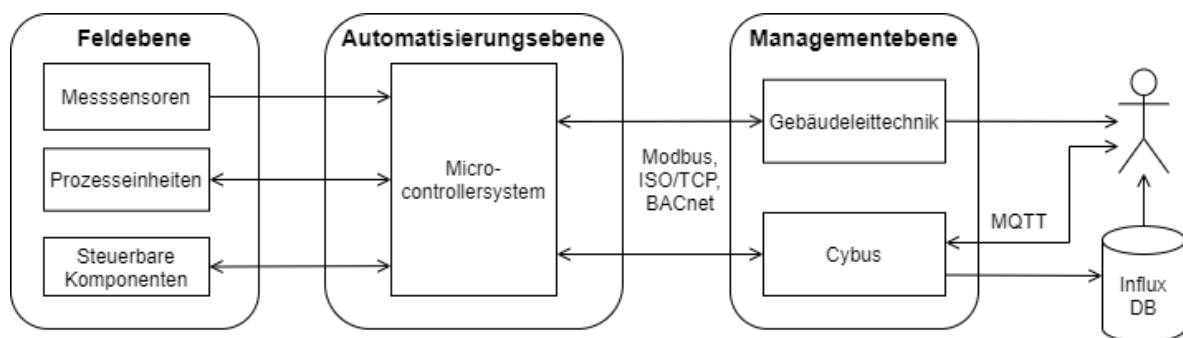 Feldebene
Messsensoren
Prozesseinheiten
Steuerbare
Komponenten
Automatisierungsebene
Micro-
controllersystem
Modbus,
ISO/TCP,
BACnet
Managementebene
Gebäudeleittechnik
Cybus
MQTT
Influx
DB